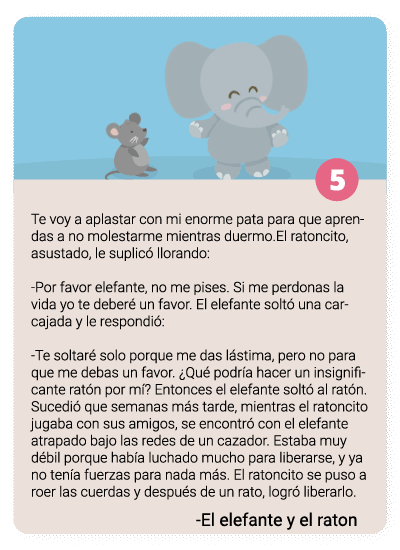 5
Te voy a aplastar con mi enorme pata para que apren-
das a no molestarme mientras duermo.El ratoncito,
asustado, le suplicó llorando:
-Por favor elefante, no me pises. Si me perdonas la
vida yo te deberé un favor. El elefante soltó una car-
cajada y le respondió:
-Te soltaré solo porque me das lástima, pero no para
que me debas un favor. ¿Qué podría hacer un insignifi-
cante ratón por mí? Entonces el elefante soltó al ratón.
Sucedió que semanas más tarde, mientras el ratoncito
jugaba con sus amigos, se encontró con el elefante
atrapado bajo las redes de un cazador. Estaba muy
débil porque había luchado mucho para liberarse, y ya
no tenía fuerzas para nada más. El ratoncito se puso a
roer las cuerdas y después de un rato, logró liberarlo.
-El elefante y el raton